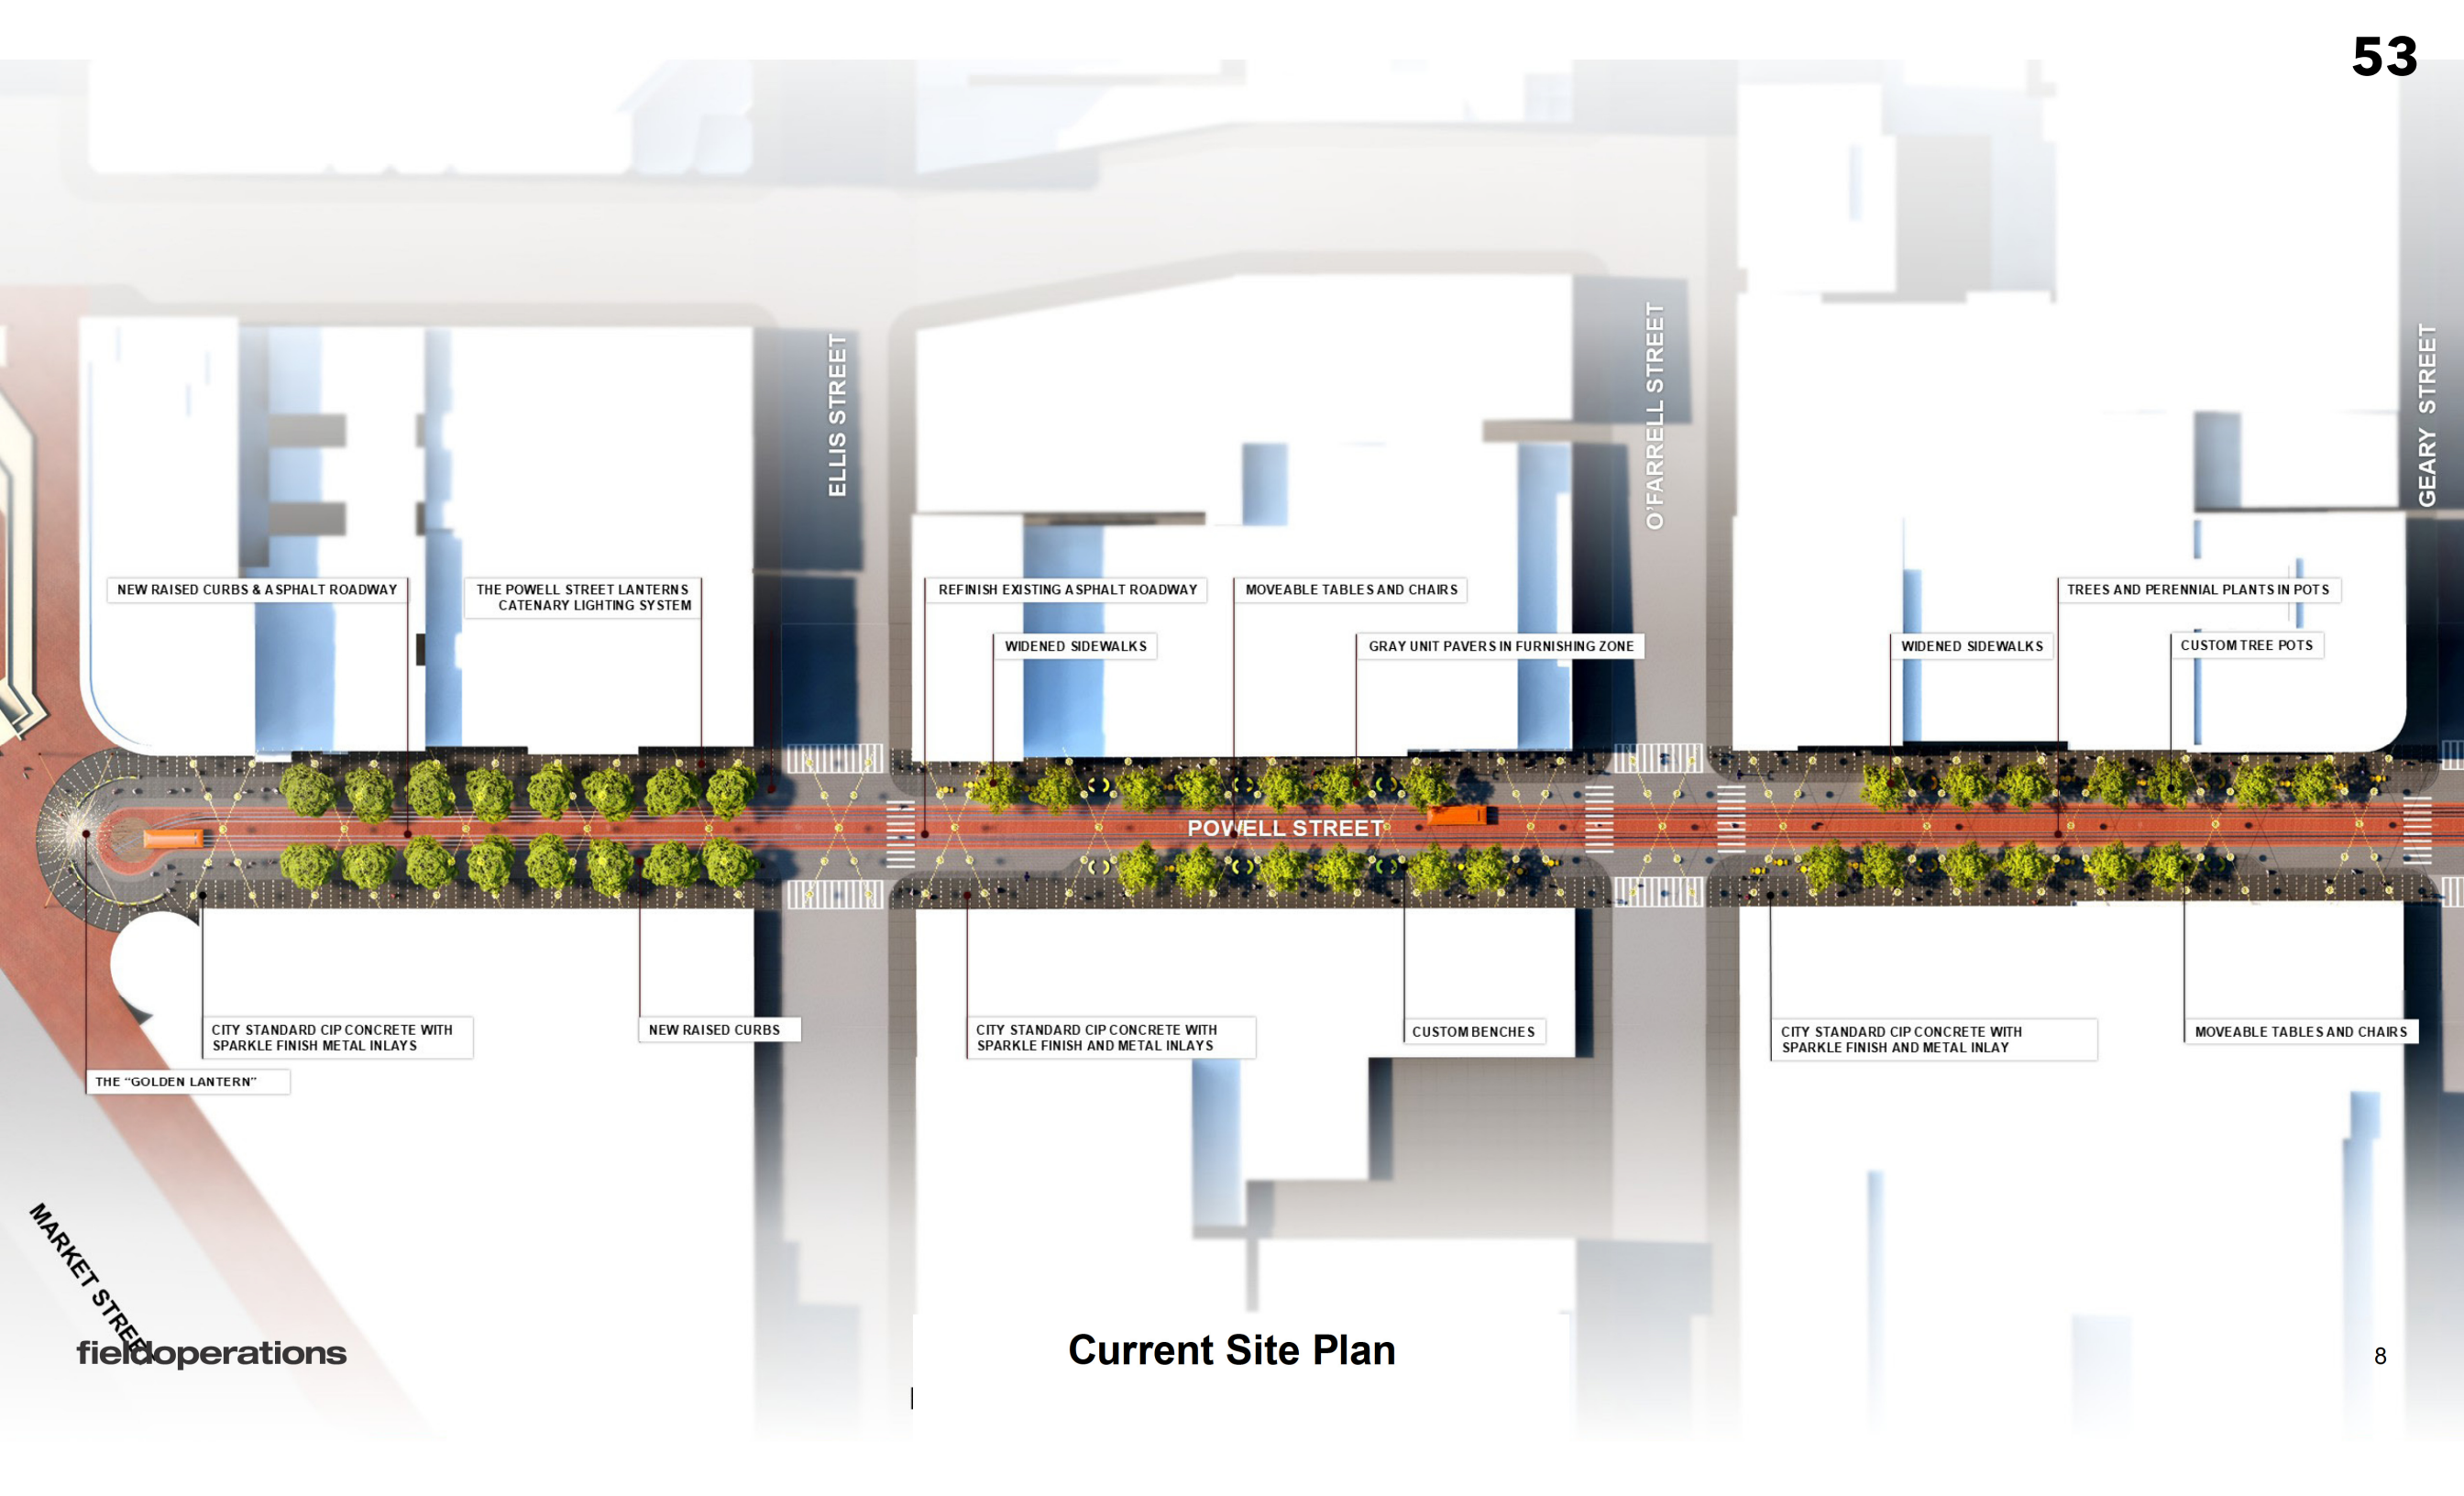 53
ELLIS STREET
O'FARRELL STREET
GEARY STREET
NEW RAISED CURBS & ASPHALT ROADWAY
THE POWELL STREET LANTERNS
CATENARY LIGHTING SYSTEM
REFINISH EXISTING ASPHALT ROADWAY
MOVEABLE TABLES AND CHAIRS
TREES AND PERENNIAL PLANTS IN POTS
WIDENED SIDEWALKS
GRAY UNIT PAVERS IN FURNISHING ZONE
WIDENED SIDEWALKS
CUSTOM TREE POTS
POWELL STREET
CITY STANDARD CIP CONCRETE WITH
SPARKLE FINISH METAL INLAYS
NEW RAISED CURBS
CITY STANDARD CIP CONCRETE WITH
SPARKLE FINISH AND METAL INLAYS
CUSTOM BENCHES
CITY STANDARD CIP CONCRETE WITH
SPARKLE FINISH AND METAL INLAY
MOVEABLE TABLES AND CHAIRS
THE “GOLDEN LANTERN”
MARKET STREET
fieldoperations
Current Site Plan
8